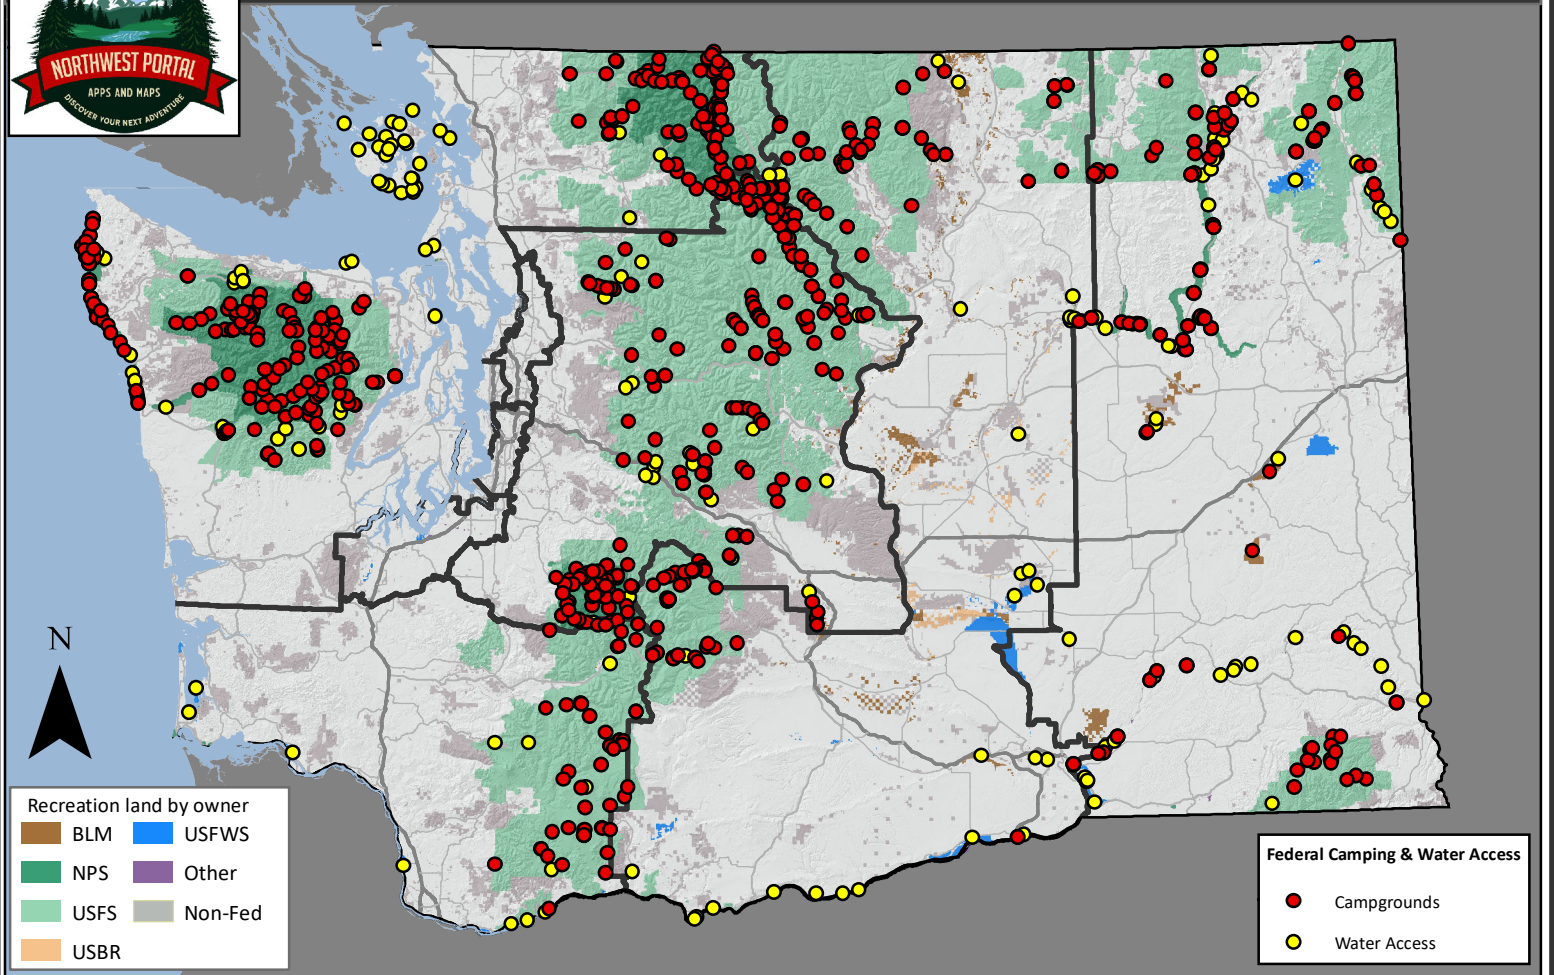 NORTHWEST PORTAL
APPS AND MAPS
DISCOVER YOUR NEXT ADVENTURE
N
Recreation land by owner
BLM
USFWS
NPS
Other
USFS
Non-Fed
USBR
Federal Camping & Water Access
Campgrounds
Water Access